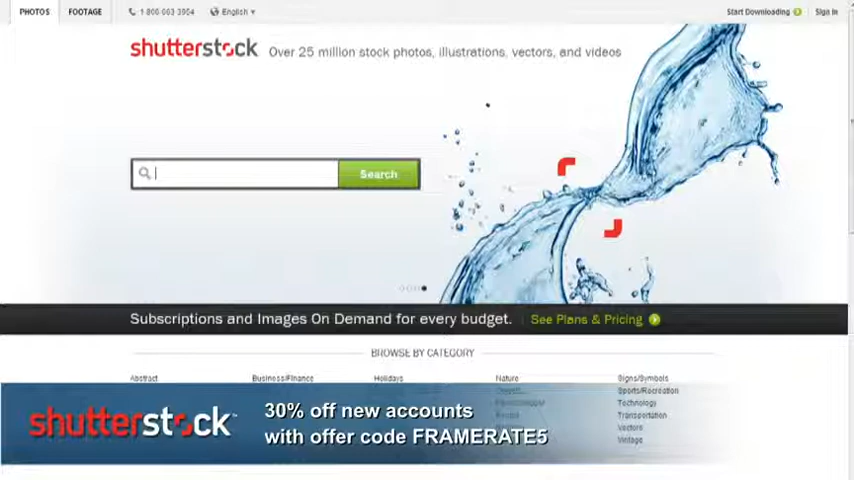 PHOTOS FOOTAGE English Start Downloading Sign In
shutterstock Over 25 million stock photos, illustrations, vectors, and videos
Search
Subscriptions and Images On Demand for every budget. See Plans & Pricing
BROWSE BY CATEGORY
Abstract Business/Finance Holidays Nature Signs/Symbols
Sports/Recreation
Technology
Transportation
Vectors
Vintage
shutterstock™ 30% off new accounts
with offer code FRAMERATE5